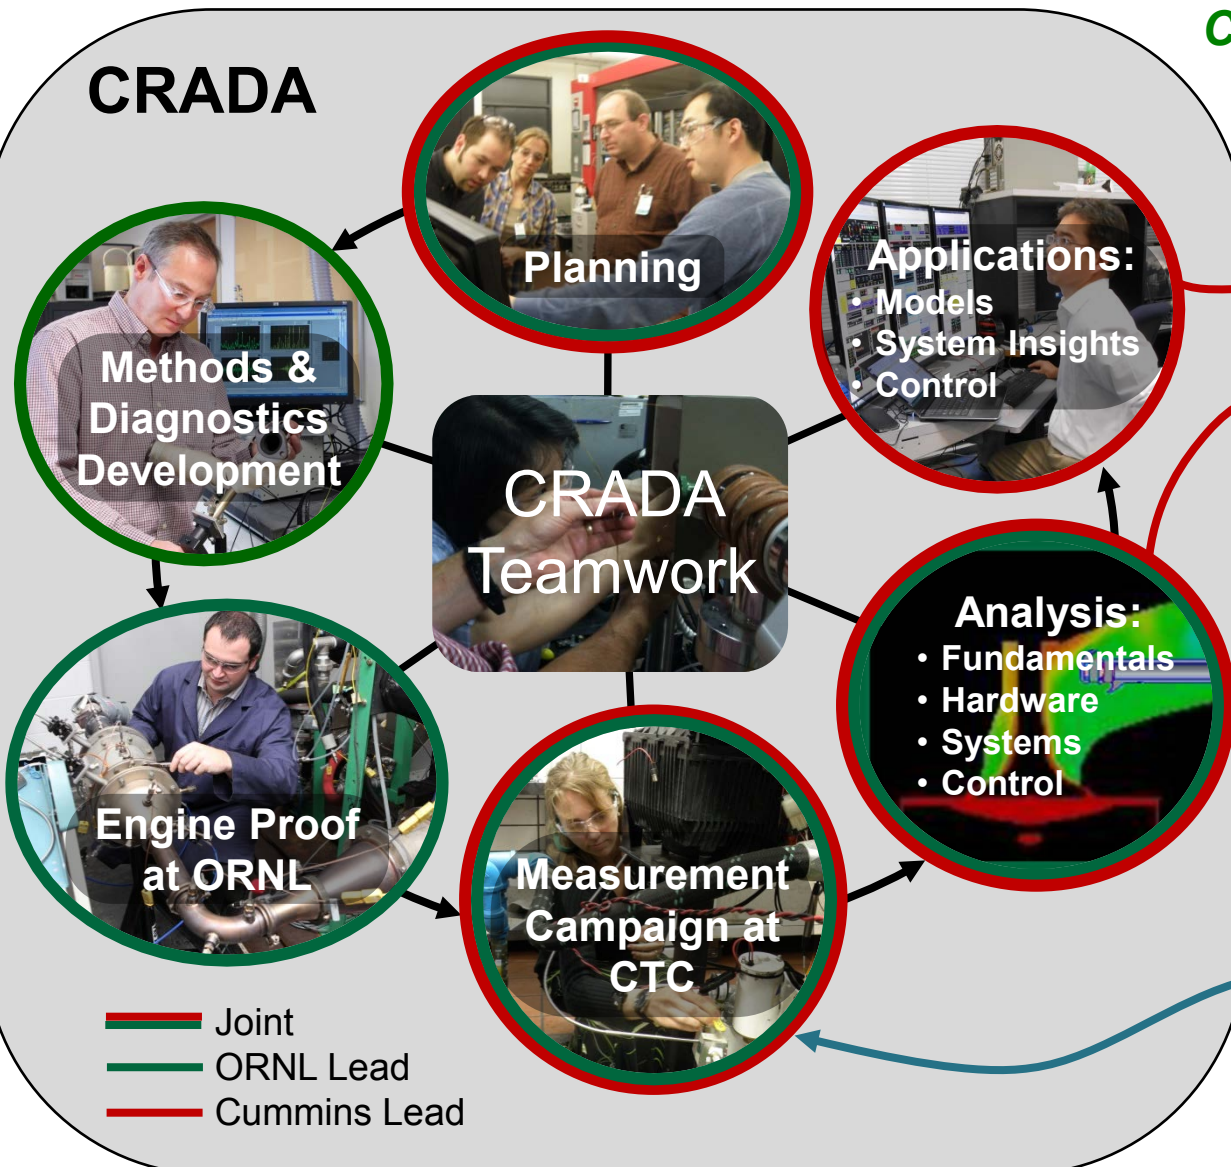 C
CRADA
Planning
Applications:
• Models
• System Insights
• Control
Methods &
Diagnostics
Development
CRADA
Teamwork
Analysis:
• Fundamentals
• Hardware
• Systems
• Control
Engine Proof
at ORNL
Measurement
Campaign at
CTC
Joint
ORNL Lead
Cummins Lead